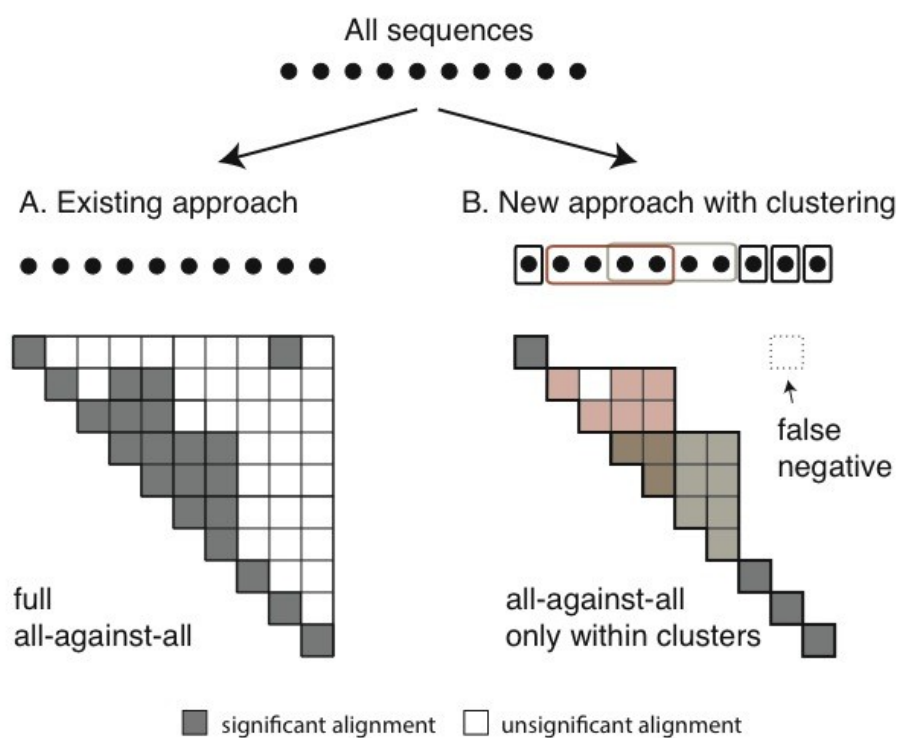 All sequences
A. Existing approach
B. New approach with clustering
false
negative
full
all-against-all
all-against-all
only within clusters
significant alignment
unsignificant alignment